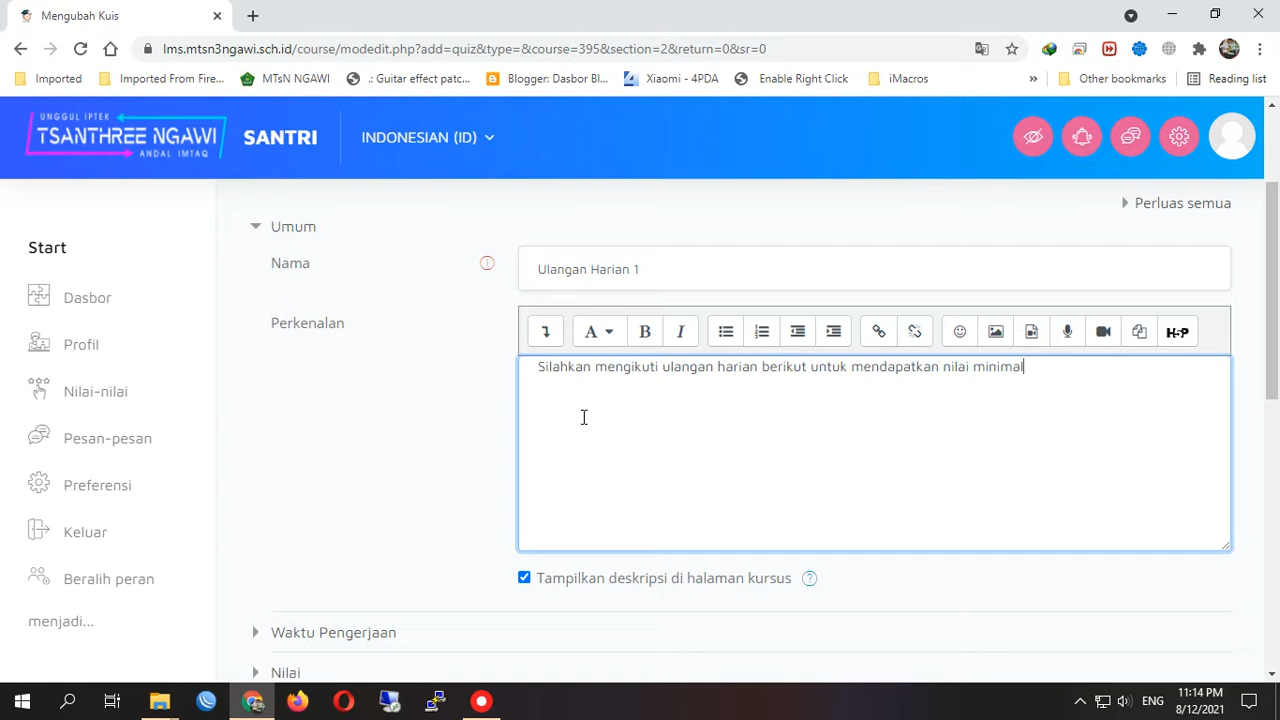 Mengubah Kuis
lms.mtsn3ngawi.sch.id/course/modedit.php?add=quiz&type=&course=395&section=2&return=0&sr=0
Imported
Imported From Fire...
MTsN NGAWI
.: Guitar effect patc...
Blogger: Dasbor Bl...
Xiaomi - 4PDA
Enable Right Click
iMacros
»
Other bookmarks
Reading list
UNGGUL IPTEK
TSANTHREE NGAWI
ANDAL IMTAQ
SANTRI
INDONESIAN (ID)
Perluas semua
Start
Dasbor
Profil
Nilai-nilai
Pesan-pesan
Preferensi
Keluar
Beralih peran
menjadi...
Umum
Nama
Ulangan Harian 1
Perkenalan
A
B
I
H5P
Silahkan mengikuti ulangan harian berikut untuk mendapatkan nilai minimal
Tampilkan deskripsi di halaman kursus
Waktu Pengerjaan
Nilai
ENG
11:14 PM
8/12/2021